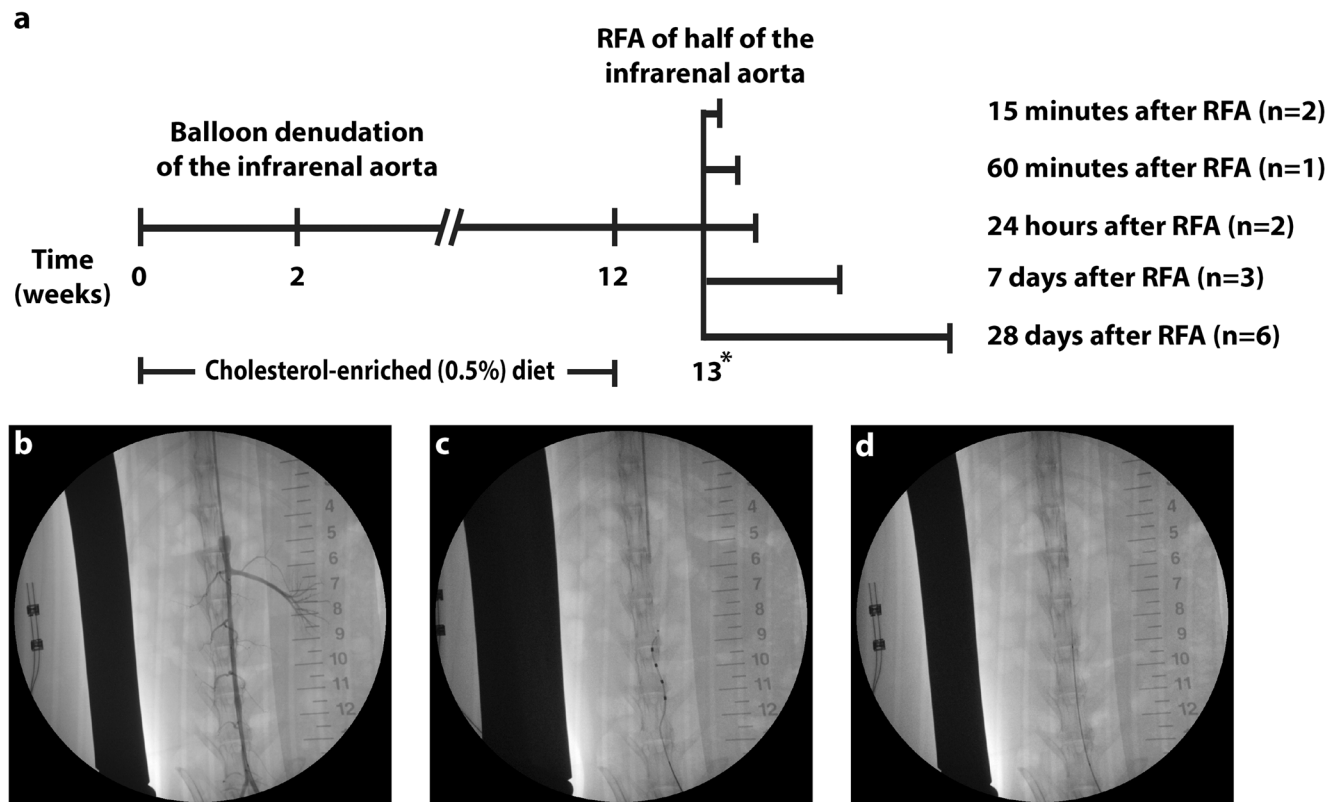 a
RFA of half of the
infrarenal aorta
Balloon denudation
of the infrarenal aorta
15 minutes after RFA (n=2)
60 minutes after RFA (n=1)
24 hours after RFA (n=2)
7 days after RFA (n=3)
28 days after RFA (n=6)
Time
(weeks)
0
2
12
13*
Cholesterol-enriched (0.5%) diet
b
4
5
6
7
8
9
10
11
12
c
4
5
6
7
8
9
10
11
12
d
4
5
6
7
8
9
10
11
12